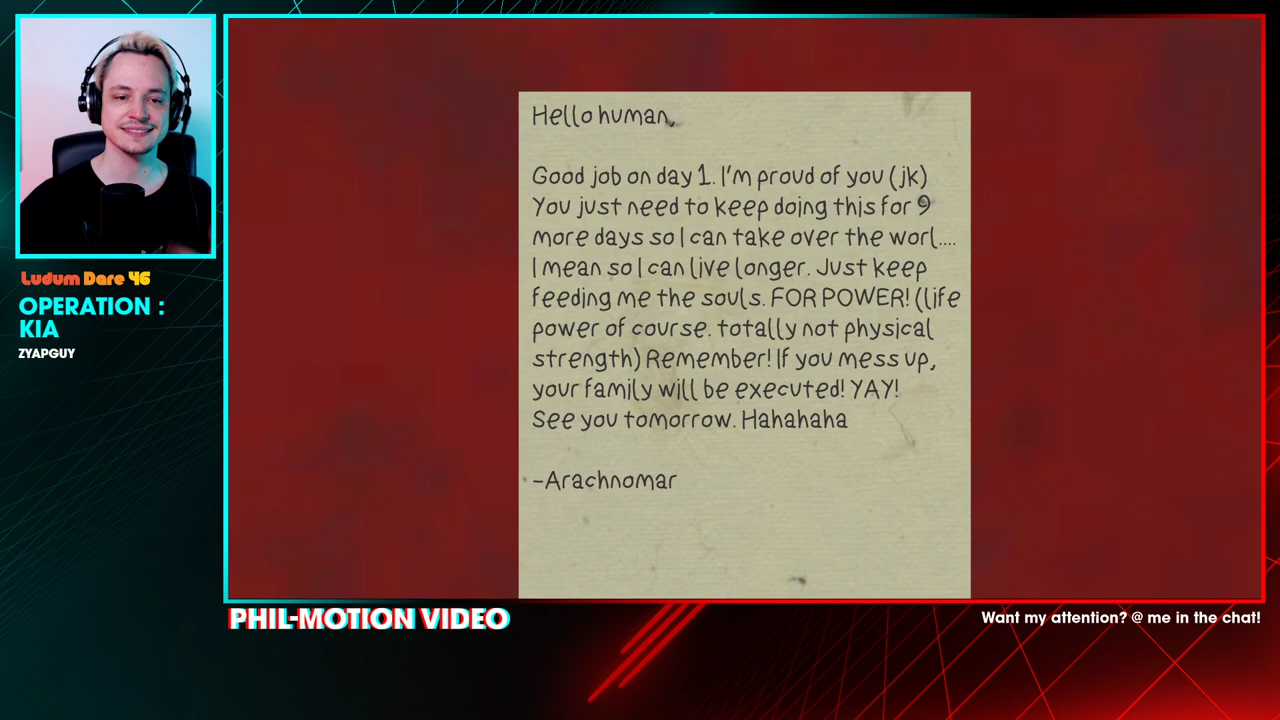 Hello human,
Good job on day 1. I'm proud of you (jk)
You just need to keep doing this for 9
more days so I can take over the worl....
I mean so I can live longer. Just keep
feeding me the souls. FOR POWER! (life
power of course. totally not physical
strength) Remember! If you mess up,
your family will be executed! YAY!
See you tomorrow. Hahahaha
-Arachnomar
Ludum Dare 46
OPERATION :
KIA
ZYAPGUY
PHIL-MOTION VIDEO
Want my attention? @ me in the chat!